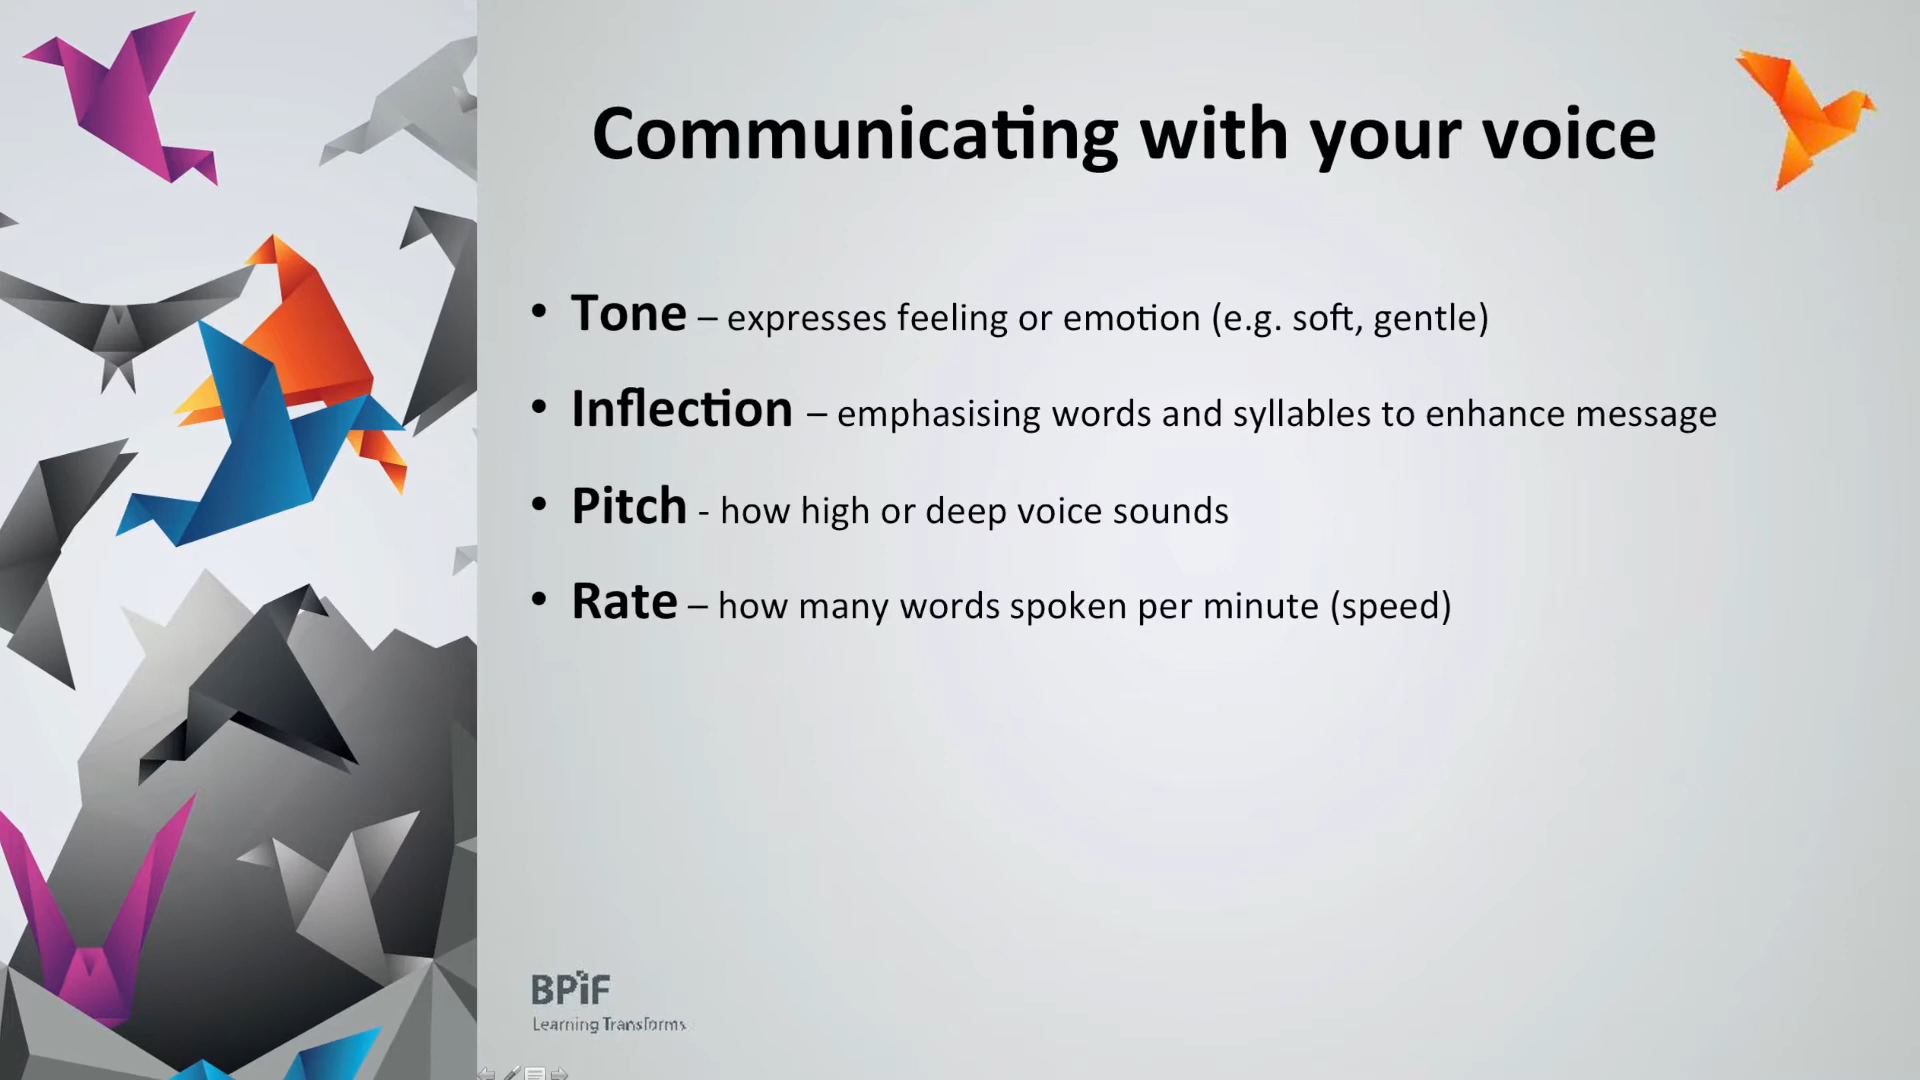 Communicating with your voice
• Tone – expresses feeling or emotion (e.g. soft, gentle)
• Inflection – emphasising words and syllables to enhance message
• Pitch - how high or deep voice sounds
• Rate – how many words spoken per minute (speed)
BPiF
Learning Transforms